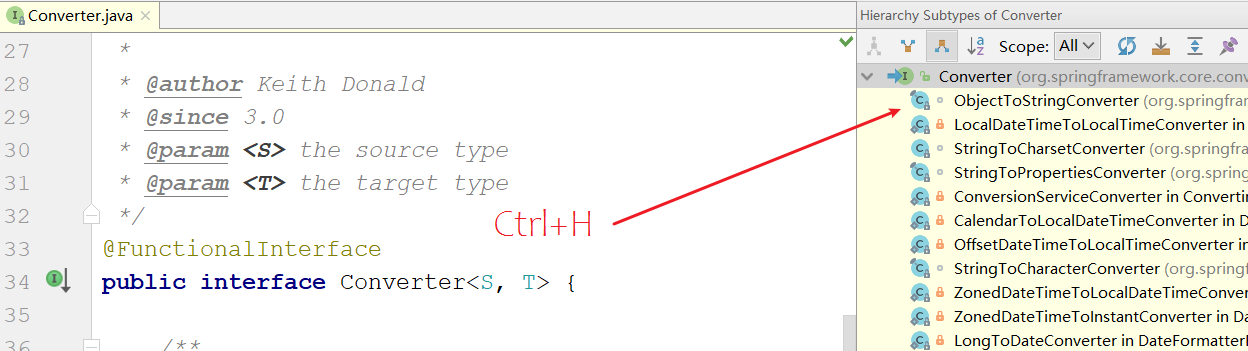 Converter.java
27 *
28 * @author Keith Donald
29 * @since 3.0
30 * @param <S> the source type
31 * @param <T> the target type
32 */
33 @FunctionalInterface
34 public interface Converter<S, T> {
35
36 /**
Ctrl+H
Hierarchy Subtypes of Converter
Scope: All
Converter (org.springframework.core.conv
ObjectToStringConverter (org.springfram
LocalDateTimeToLocalTimeConverter in
StringToCharsetConverter (org.springfra
StringToPropertiesConverter (org.spring
ConversionServiceConverter in Convertin
CalendarToLocalDateTimeConverter in D
OffsetDateTimeToLocalTimeConverter in
StringToCharacterConverter (org.springf
ZonedDateTimeToLocalDateTimeConver
ZonedDateTimeToInstantConverter in Da
LongToDateConverter in DateFormatterI